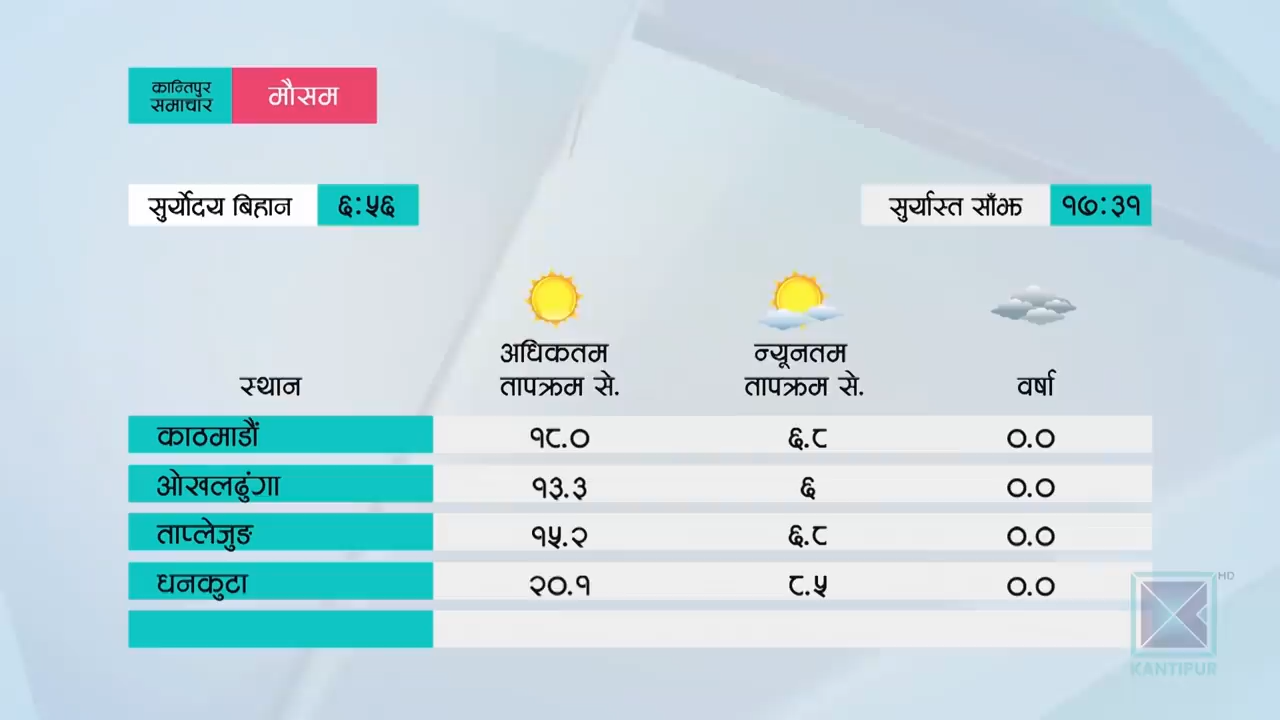 कान्तिपुर
समाचार
मौसम
सुर्योदय बिहान ६:५६
सुर्यास्त साँझ १७:३१
स्थान अधिकतम तापक्रम से. न्यूनतम तापक्रम से. वर्षा
काठमाडौं १८.० ६.८ ०.०
ओखलढुंगा १३.३ ६ ०.०
ताप्लेजुङ १५.२ ६.८ ०.०
धनकुटा २०.१ ८.५ ०.०
HD
KANTIPUR